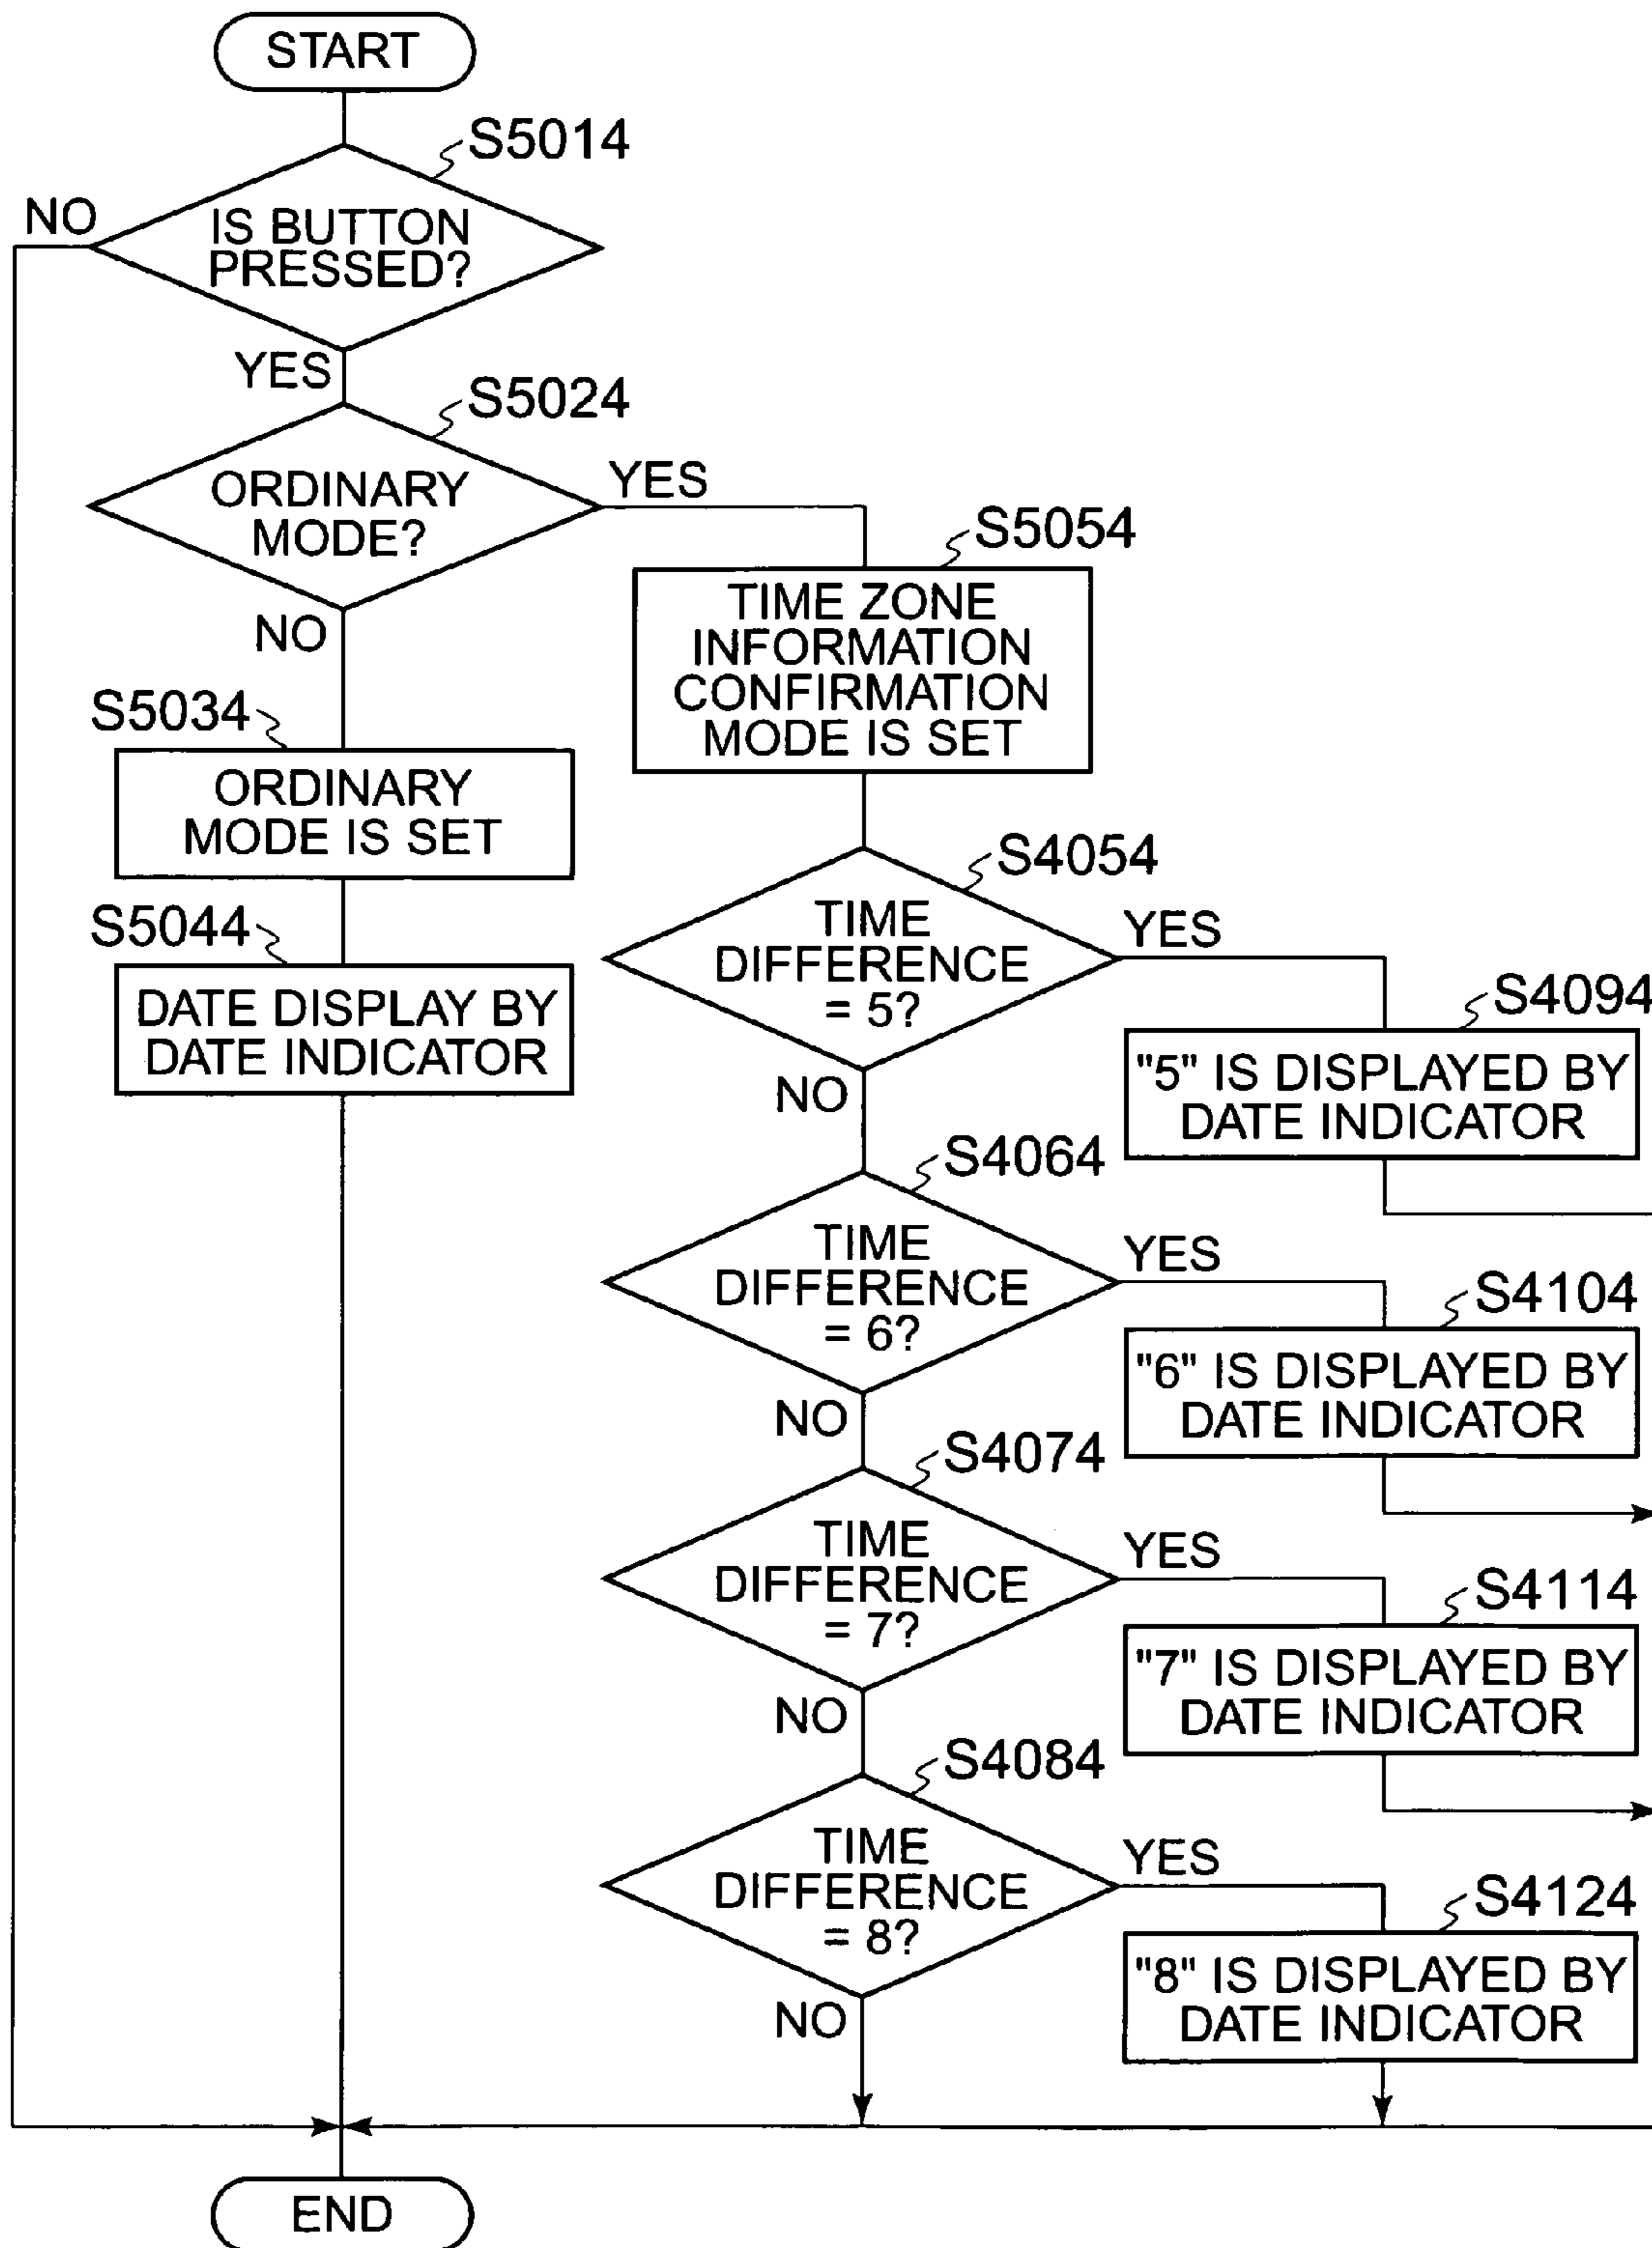 START
S5014
NO
IS BUTTON
PRESSED?
YES
S5024
ORDINARY
MODE?
YES
NO
S5054
TIME ZONE
INFORMATION
CONFIRMATION
MODE IS SET
S5034
ORDINARY
MODE IS SET
S5044
DATE DISPLAY BY
DATE INDICATOR
S4054
TIME
DIFFERENCE
= 5?
YES
NO
S4094
"5" IS DISPLAYED BY
DATE INDICATOR
S4064
TIME
DIFFERENCE
= 6?
YES
NO
S4104
"6" IS DISPLAYED BY
DATE INDICATOR
S4074
TIME
DIFFERENCE
= 7?
YES
NO
S4114
"7" IS DISPLAYED BY
DATE INDICATOR
S4084
TIME
DIFFERENCE
= 8?
YES
NO
S4124
"8" IS DISPLAYED BY
DATE INDICATOR
END